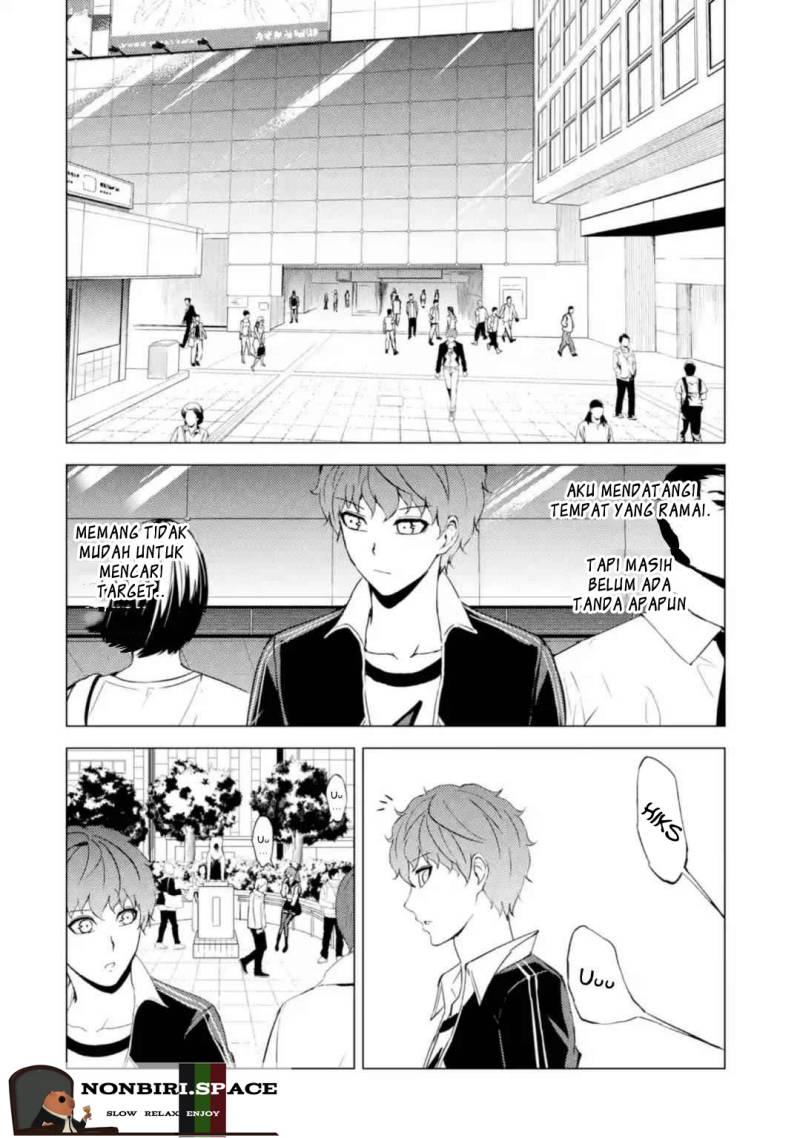 AKU MENDATANGI
TEMPAT YANG RAMAI.
TAPI MASIH
BELUM ADA
TANDA APAPUN
MEMANG TIDAK
MUDAH UNTUK
MENCARI
TARGET..
HIKS
Uuu
Uu
...
Uu
...
NONBIRI.SPACE
SLOW RELAX ENJOY